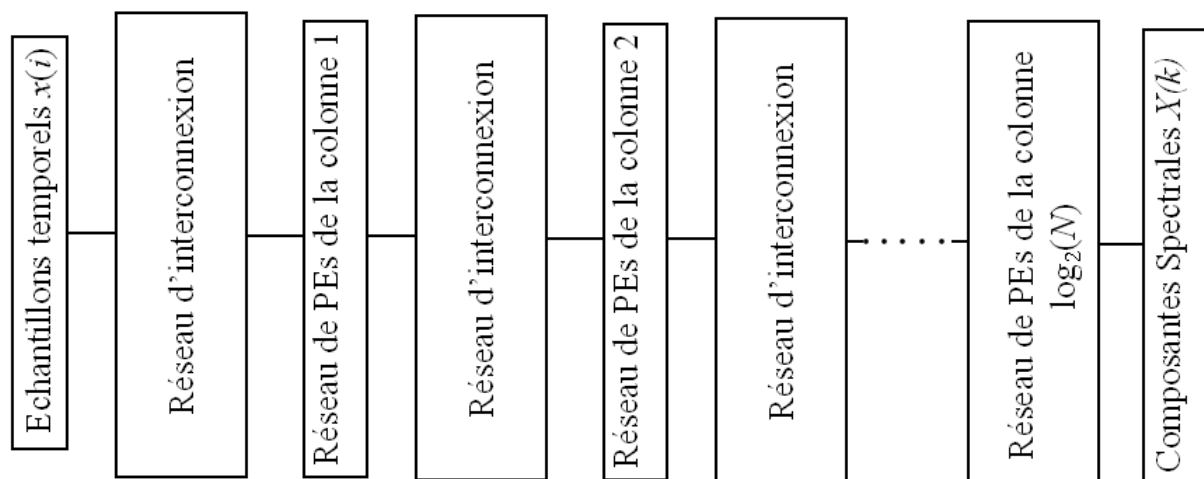 Echantillons temporels x(i)
Réseau d'interconnexion
Réseau de PEs de la colonne 1
Réseau d'interconnexion
Réseau de PEs de la colonne 2
Réseau d'interconnexion
Réseau de PEs de la colonne
log₂(N)
Composantes Spectrales X(k)